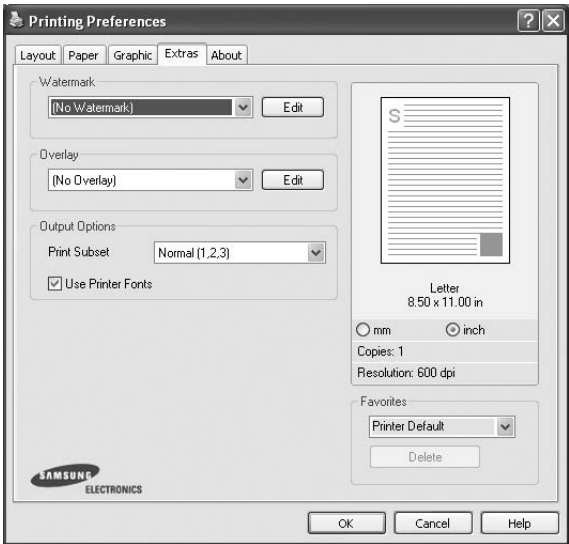 Printing Preferences
Layout Paper Graphic Extras About
Watermark
(No Watermark) Edit
Overlay
(No Overlay) Edit
Output Options
Print Subset Normal (1,2,3)
Use Printer Fonts
S
Letter
8.50 x 11.00 in
mm inch
Copies: 1
Resolution: 600 dpi
Favorites
Printer Default
Delete
SAMSUNG
ELECTRONICS
OK Cancel Help